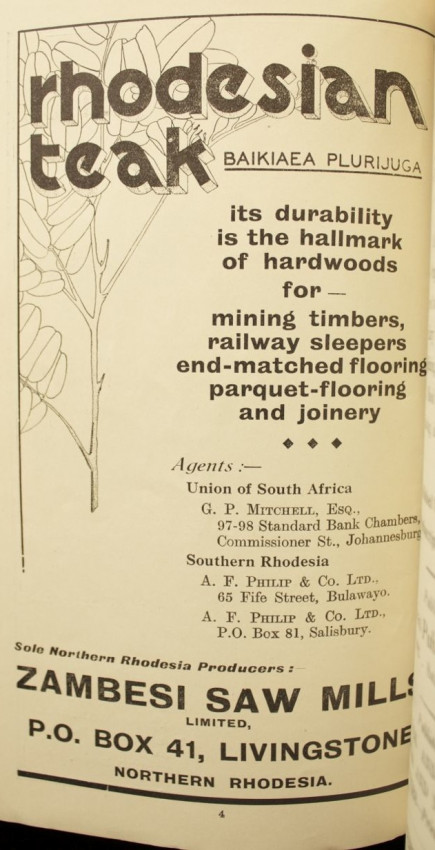 rhodesian
teak
BAIKIAEA PLURIJUGA
its durability
is the hallmark
of hardwoods
for —
mining timbers,
railway sleepers
end-matched flooring
parquet-flooring
and joinery
Agents :—
Union of South Africa
G. P. MITCHELL, ESQ.,
97-98 Standard Bank Chambers,
Commissioner St., Johannesburg
Southern Rhodesia
A. F. PHILIP & CO. LTD.,
65 Fife Street, Bulawayo.
A. F. PHILIP & CO. LTD.,
P.O. Box 81, Salisbury.
Sole Northern Rhodesia Producers :—
ZAMBESI SAW MILLS
LIMITED,
P.O. BOX 41, LIVINGSTONE
NORTHERN RHODESIA.
4